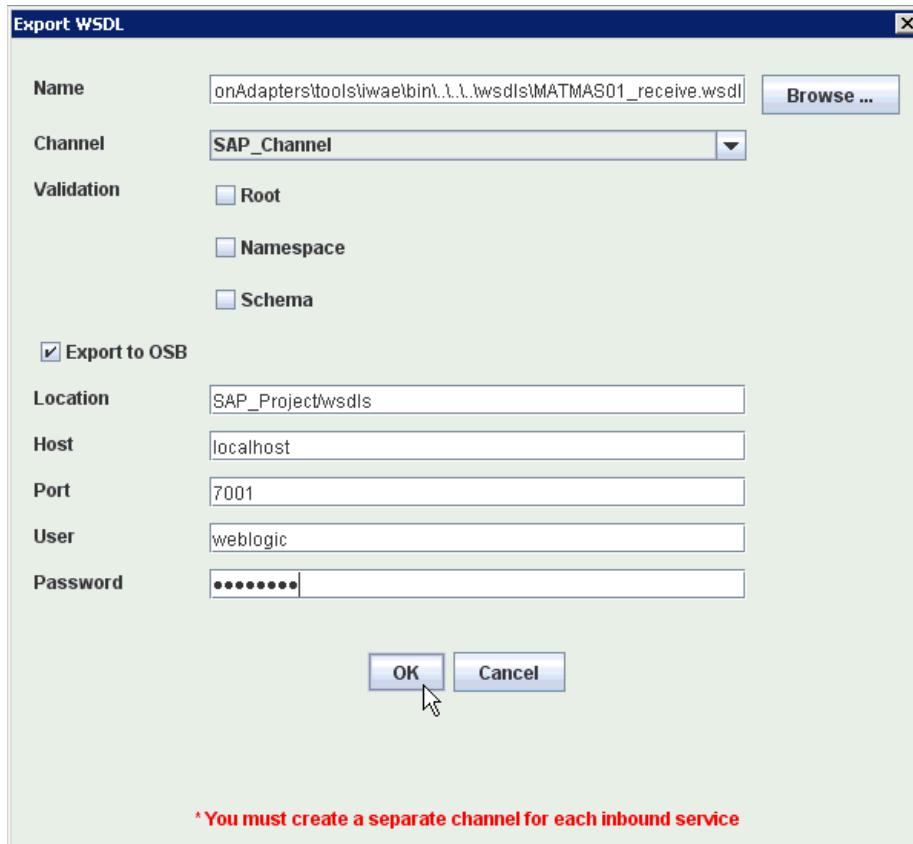 Export WSDL
Name onAdapters\tools\iwae\bin\..\..\..\wsdls\MATMAS01_receive.wsdl Browse ...
Channel SAP_Channel
Validation Root
Namespace
Schema
Export to OSB
Location SAP_Project/wsdls
Host localhost
Port 7001
User weblogic
Password ••••••••
OK Cancel
* You must create a separate channel for each inbound service